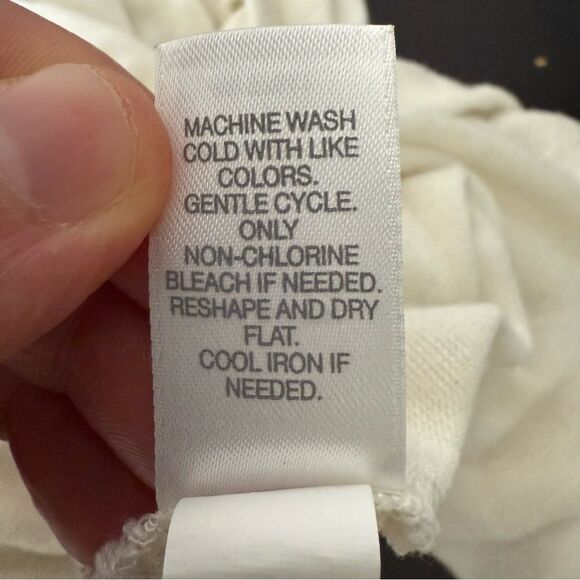 MACHINE WASH
COLD WITH LIKE
COLORS.
GENTLE CYCLE.
ONLY
NON-CHLORINE
BLEACH IF NEEDED.
RESHAPE AND DRY
FLAT.
COOL IRON IF
NEEDED.